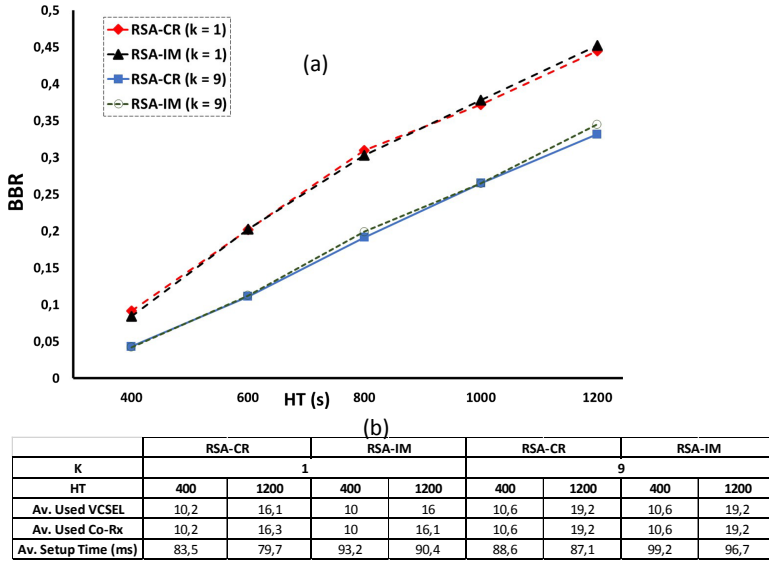 0,5
0,45
0,4
0,35
0,3
0,25
0,2
0,15
0,1
0,05
0
BBR
RSA-CR (k = 1)
RSA-IM (k = 1)
RSA-CR (k = 9)
RSA-IM (k = 9)
(a)
400 600 800 1000 1200
HT (s)
(b)
RSA-CR RSA-IM RSA-CR RSA-IM
K 1 9
HT 400 1200 400 1200 400 1200 400 1200
Av. Used VCSEL 10,2 16,1 10 16 10,6 19,2 10,6 19,2
Av. Used Co-Rx 10,2 16,3 10 16,1 10,6 19,2 10,6 19,2
Av. Setup Time (ms) 83,5 79,7 93,2 90,4 88,6 87,1 99,2 96,7